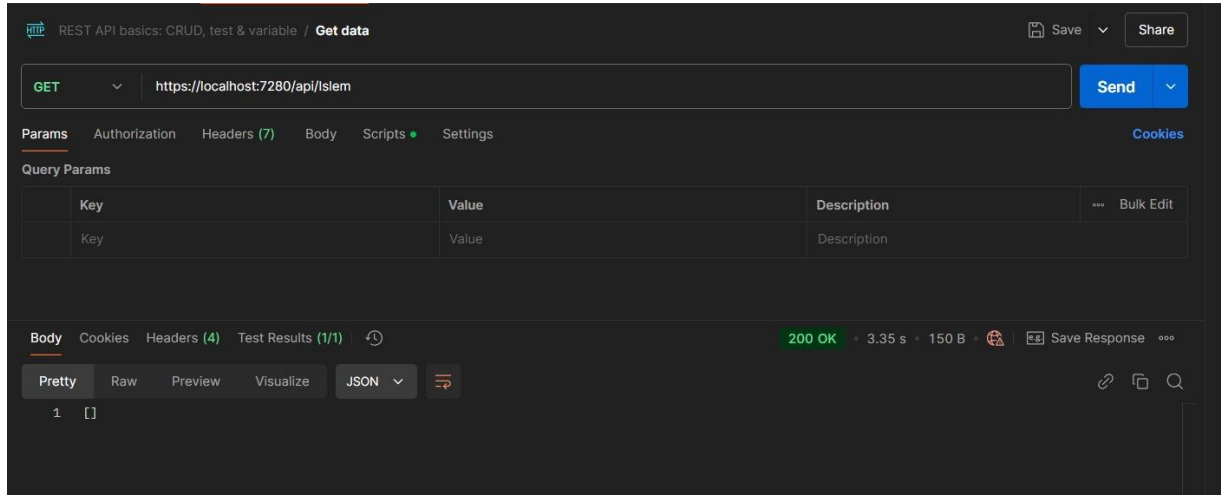 HTTP REST API basics: CRUD, test & variable / Get data Save Share
GET https://localhost:7280/api/Islem Send
Params Authorization Headers (7) Body Scripts Settings Cookies
Query Params
Key Value Description Bulk Edit
Key Value Description
Body Cookies Headers (4) Test Results (1/1) 200 OK 3.35 s 150 B e.g. Save Response
Pretty Raw Preview Visualize JSON
1 []